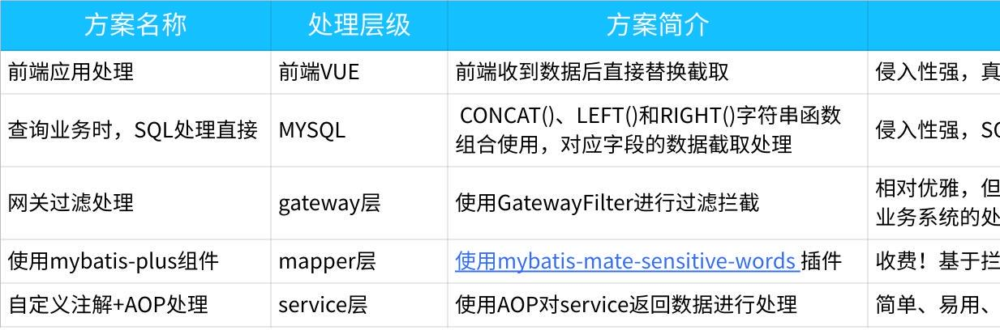 方案名称 处理层级 方案简介
前端应用处理 前端VUE 前端收到数据后直接替换截取 侵入性强，真
查询业务时，SQL处理直接 MYSQL CONCAT()、LEFT()和RIGHT()字符串函数
组合使用，对应字段的数据截取处理 侵入性强，SQ
网关过滤处理 gateway层 使用GatewayFilter进行过滤拦截 相对优雅，但
业务系统的处
使用mybatis-plus组件 mapper层 使用mybatis-mate-sensitive-words 插件 收费！基于拦
自定义注解+AOP处理 service层 使用AOP对service返回数据进行处理 简单、易用、